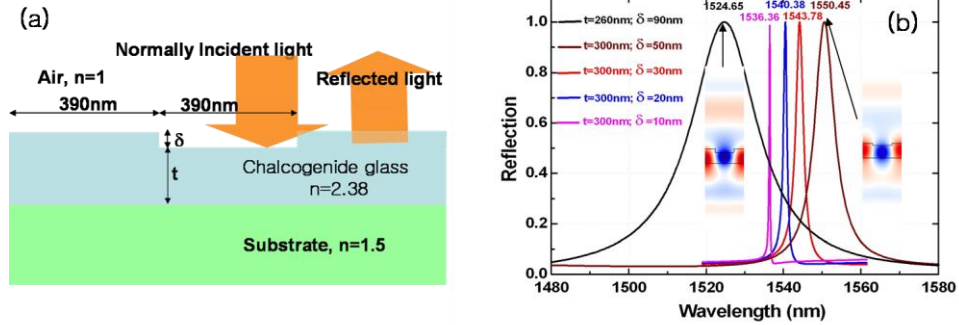 (a)
Normally Incident light
Air, n=1
Reflected light
390nm
390nm
δ
t
Chalcogenide glass
n=2.38
Substrate, n=1.5
(b)
1524.65
1540.38
1550.45
1536.36
1543.78
t=260nm; δ=90nm
t=300nm; δ=50nm
t=300nm; δ=30nm
t=300nm; δ=20nm
t=300nm; δ=10nm
Reflection
1.0
0.8
0.6
0.4
0.2
0.0
1480
1500
1520
1540
1560
1580
Wavelength (nm)